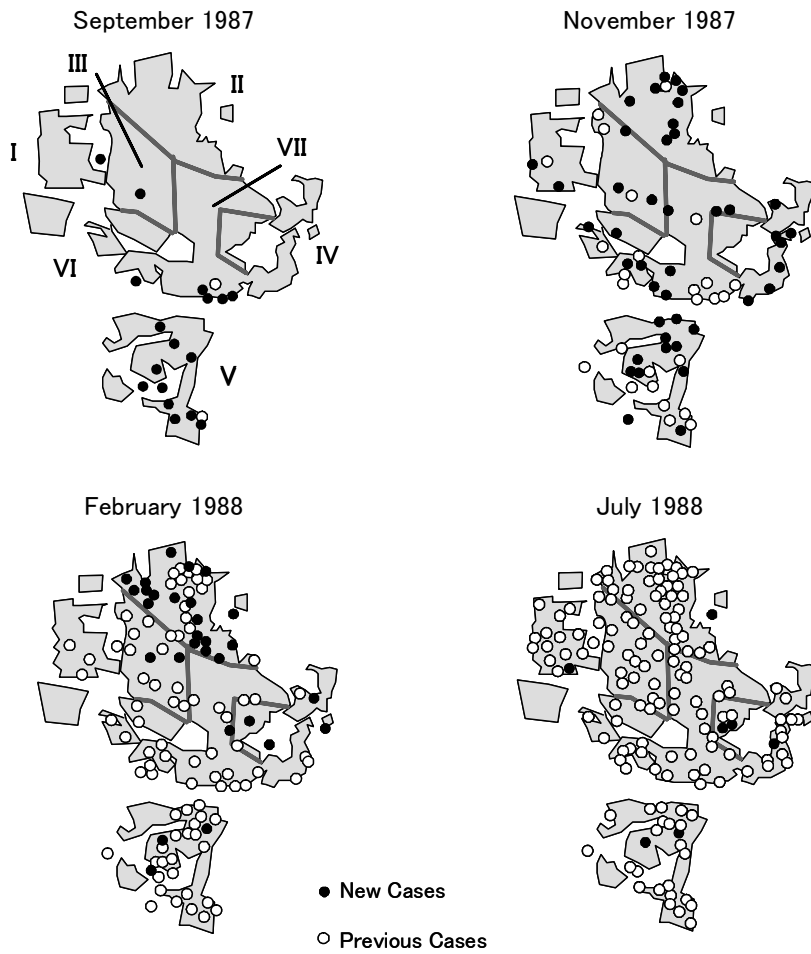 September 1987
November 1987
III
II
I
VII
VI
IV
V
February 1988
July 1988
New Cases
Previous Cases